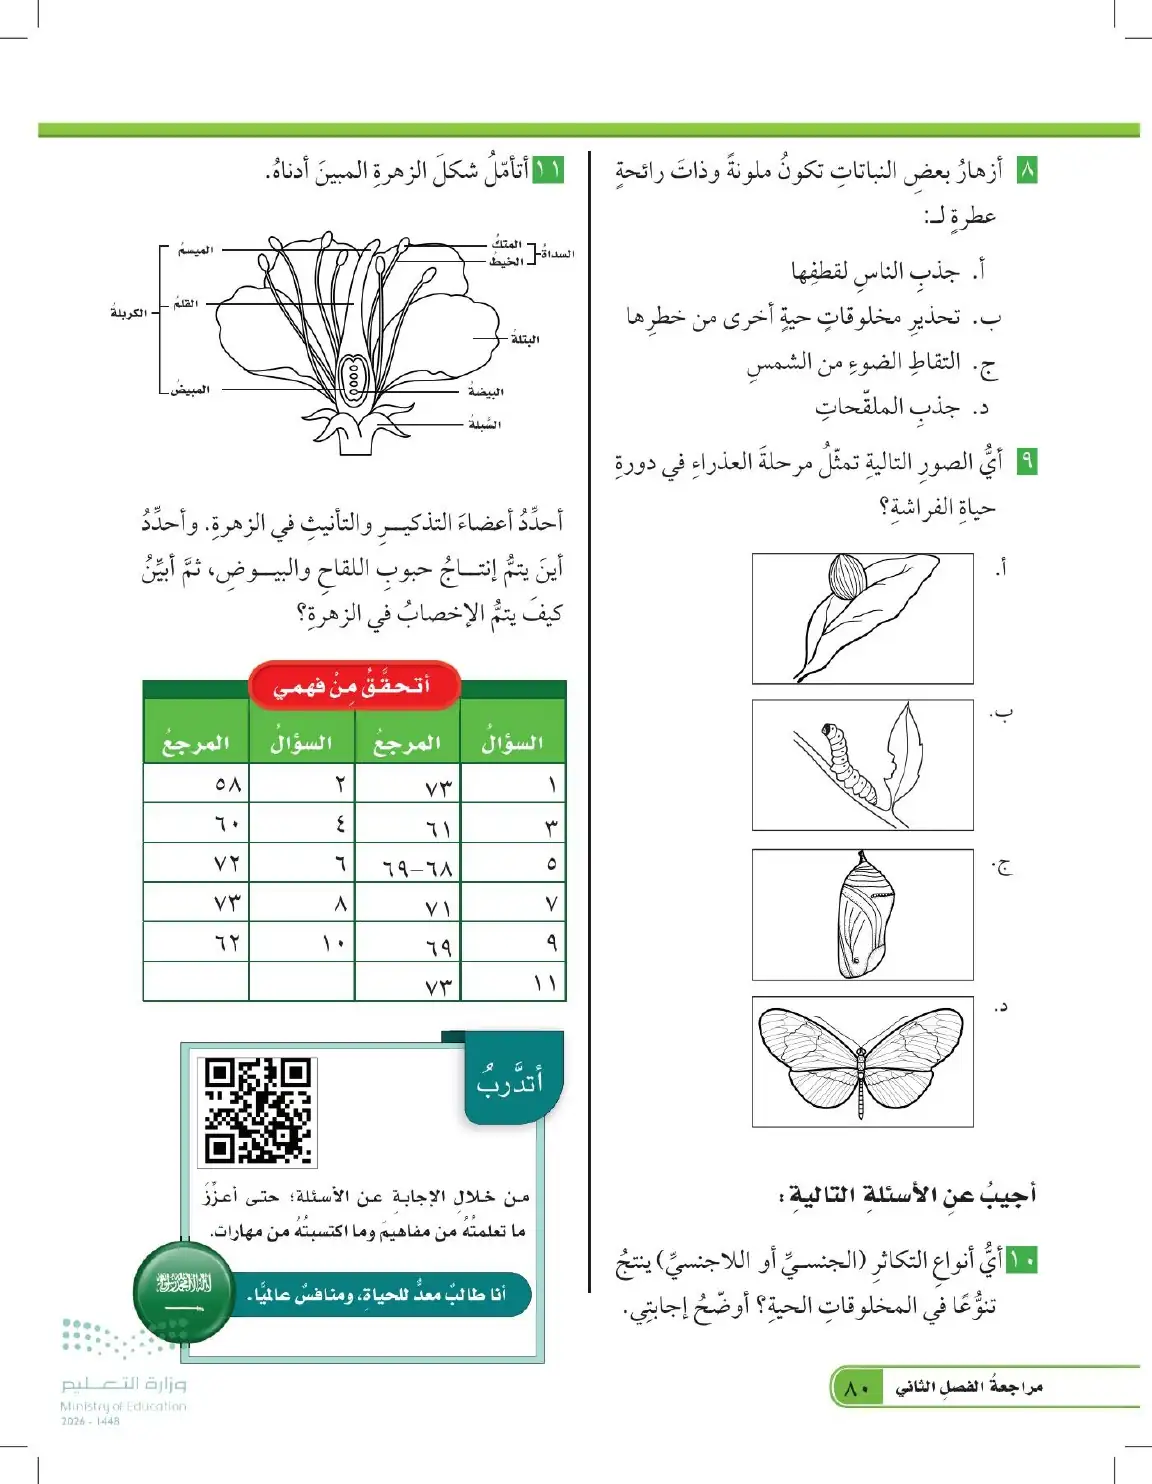 ٨ أزهارُ بعضِ النباتاتِ تكونُ ملونةً وذاتَ رائحةٍ
عطرةٍ لـ:
أ. جذبِ الناسِ لقطفِها
ب. تحذيرِ مخلوقاتٍ حيةٍ أخرى من خطرِها
ج. التقاطِ الضوءِ من الشمسِ
د. جذبِ الملقّحاتِ
٩ أيُّ الصورِ التاليةِ تمثّلُ مرحلةَ العذراءِ في دورةِ
حياةِ الفراشةِ؟
أ.
ب.
ج.
د.
أجيبُ عنِ الأسئلةِ التاليةِ:
١٠ أيُّ أنواعِ التكاثرِ (الجنسيِّ أو اللاجنسيِّ) ينتجُ
تنوُّعًا في المخلوقاتِ الحيةِ؟ أوضّحُ إجابتِي.
١١ أتأمّلُ شكلَ الزهرةِ المبينَ أدناهُ.
السداةُ
المتكُ
الخيطُ
البتلةُ
البيضةُ
السَّبلةُ
الميسمُ
القلمُ
الكربلةُ
المبيضُ
أحدِّدُ أعضاءَ التذكيـرِ والتأنيثِ في الزهرةِ. وأحدِّدُ
أينَ يتمُّ إنتـاجُ حبوبِ اللقاحِ والبيـوضِ، ثمَّ أبيِّنُ
كيفَ يتمُّ الإخصابُ في الزهرةِ؟
أتحقَّقُ مِنْ فهمي
السؤالُ المرجعُ السؤالُ المرجعُ
١ ٧٣ ٢ ٥٨
٣ ٦١ ٤ ٦٠
٥ ٦٨-٦٩ ٦ ٧٢
٧ ٧١ ٨ ٧٣
٩ ٦٩ ١٠ ٦٢
١١ ٧٣
أتدَّربُ
من خلالِ الإجابةِ عنِ الأسئلة؛ حتى أعزِّزَ
ما تعلمتُهُ من مفاهيمَ وما اكتسبتُهُ من مهارات.
أنا طالبٌ معدٌّ للحياةِ، ومنافسٌ عالميًّا.
وزارة التعـليم
Ministry of Education
2026 - 1448
مراجعةُ الفصلِ الثاني ٨٠